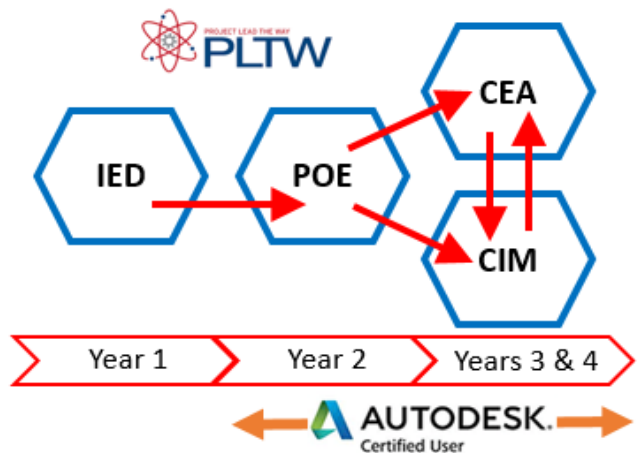 PROJECT LEAD THE WAY
PLTW
CEA
IED
POE
CIM
Year 1
Year 2
Years 3 & 4
AUTODESK.
Certified User